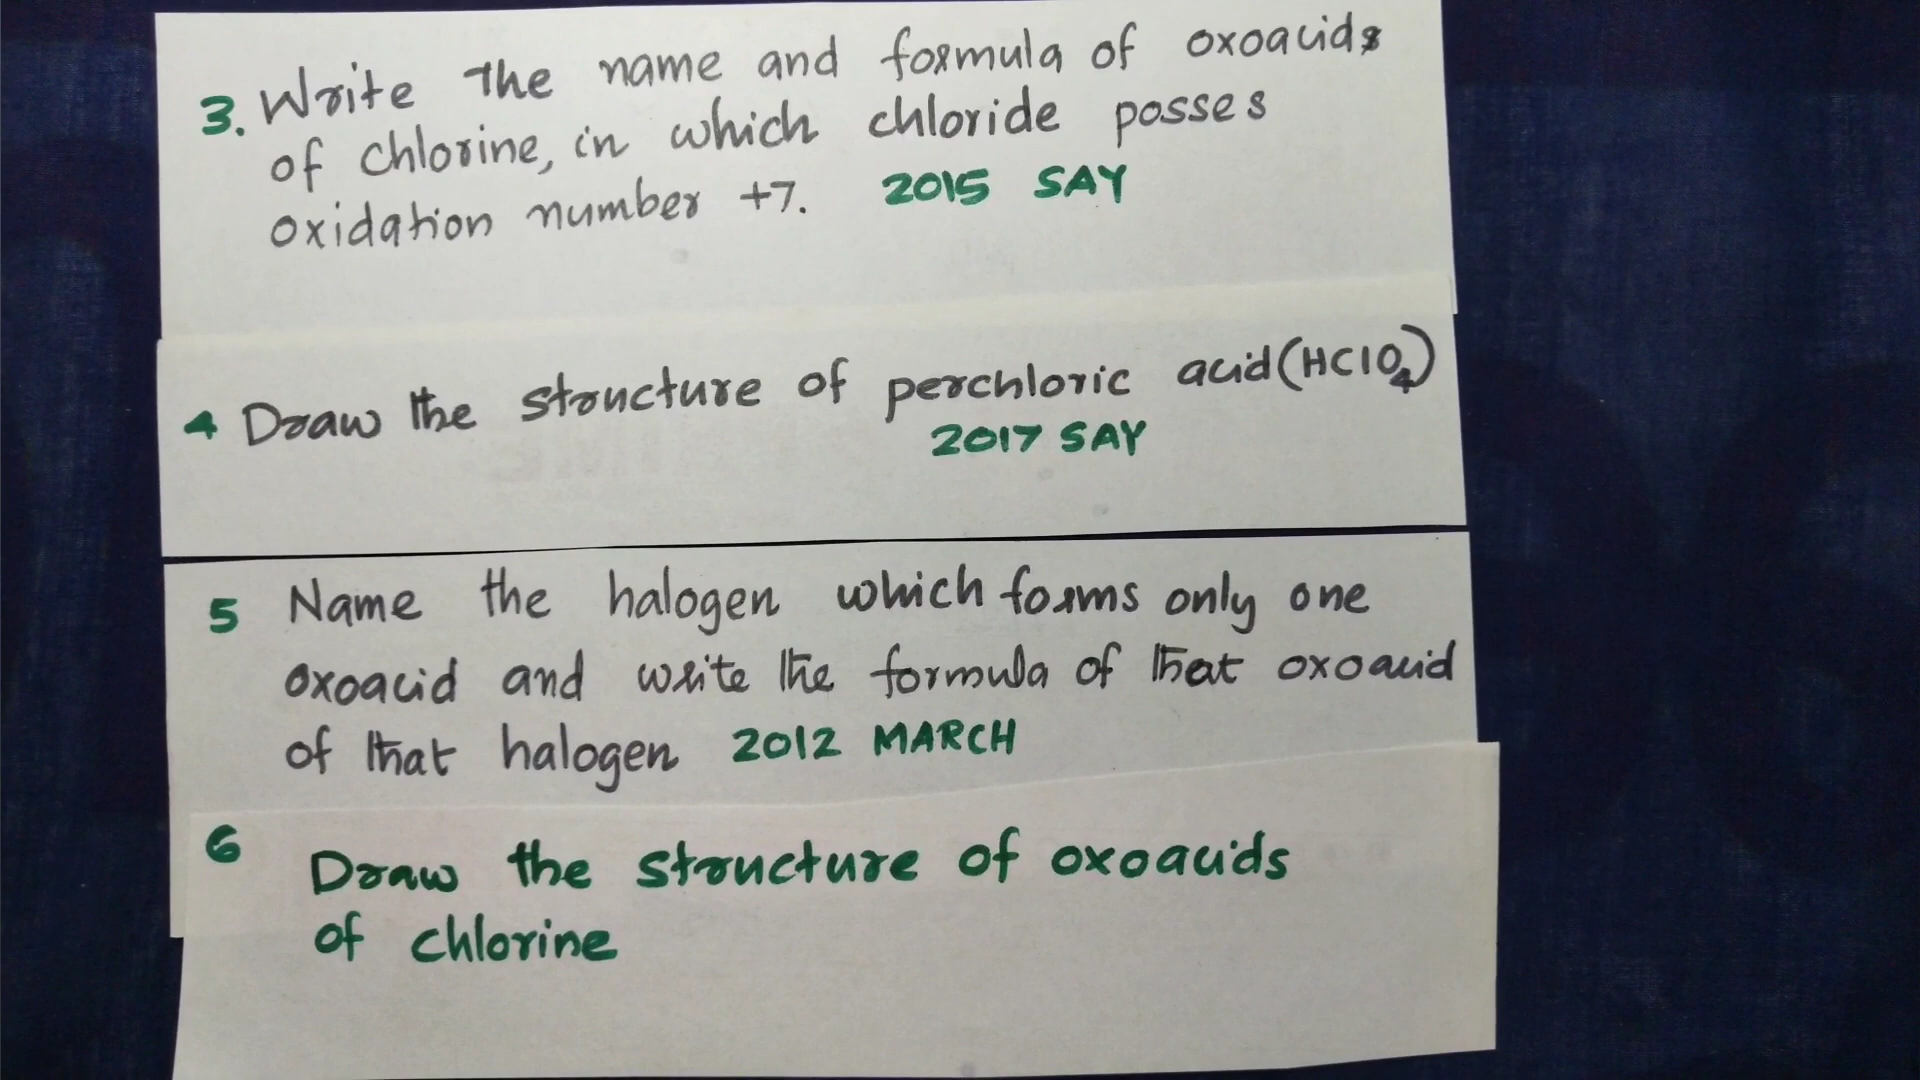 3. Write the name and formula of oxoacids
of chlorine, in which chloride posses
oxidation number +7. 2015 SAY
4 Draw the structure of perchloric acid (HClO₄)
2017 SAY
5 Name the halogen which forms only one
oxoacid and write the formula of that oxoacid
of that halogen 2012 MARCH
6 Draw the structure of oxoacids
of chlorine